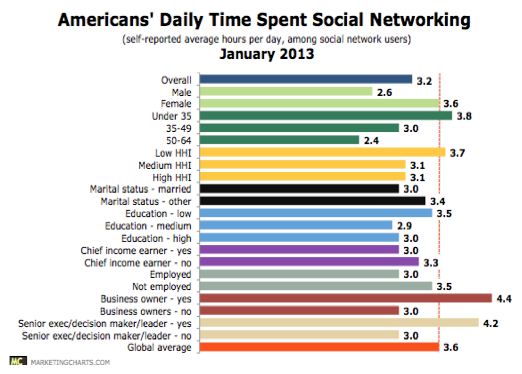 Americans' Daily Time Spent Social Networking
(self-reported average hours per day, among social network users)
January 2013
Overall 3.2
Male 2.6
Female 3.6
Under 35 3.8
35-49 3.0
50-64 2.4
Low HHI 3.7
Medium HHI 3.1
High HHI 3.1
Marital status - married 3.0
Marital status - other 3.4
Education - low 3.5
Education - medium 2.9
Education - high 3.0
Chief income earner - yes 3.0
Chief income earner - no 3.3
Employed 3.0
Not employed 3.5
Business owner - yes 4.4
Business owners - no 3.0
Senior exec/decision maker/leader - yes 4.2
Senior exec/decision maker/leader - no 3.0
Global average 3.6
MC MARKETINGCHARTS.COM